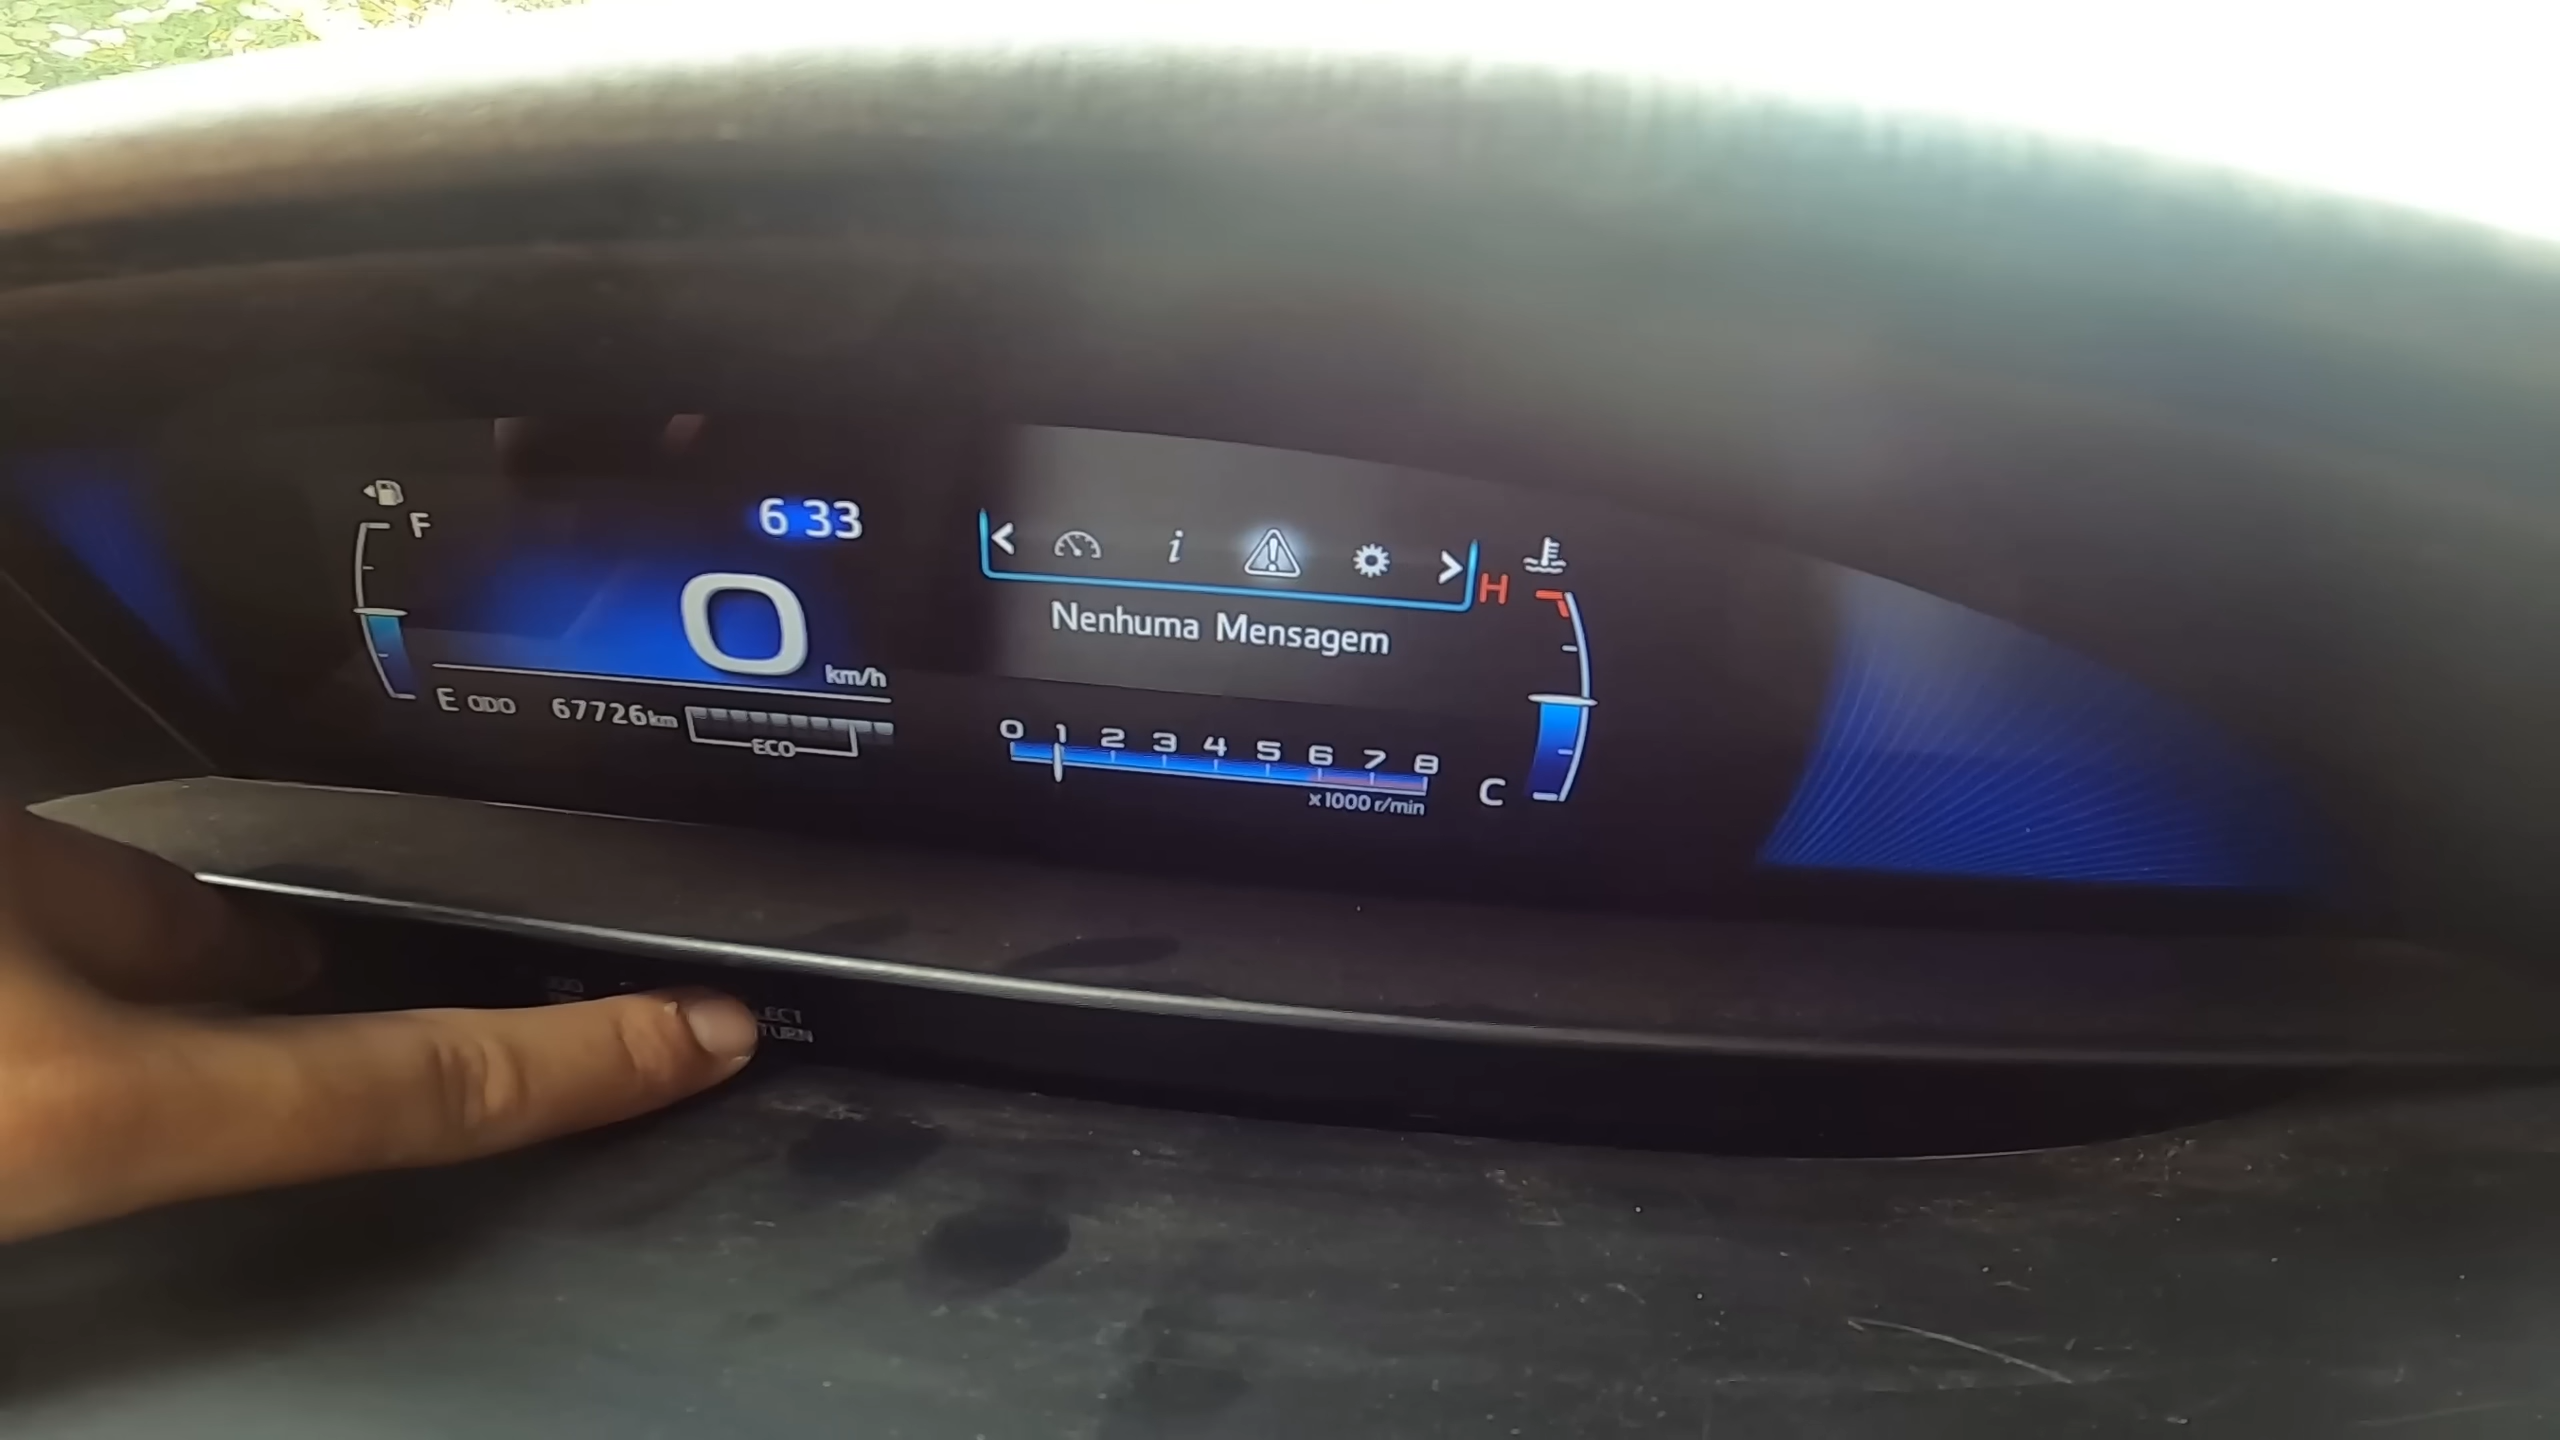 F
6:33
0
km/h
E ODO 67726km
ECO
i
Nenhuma Mensagem
H
0 1 2 3 4 5 6 7 8
x1000 r/min
C